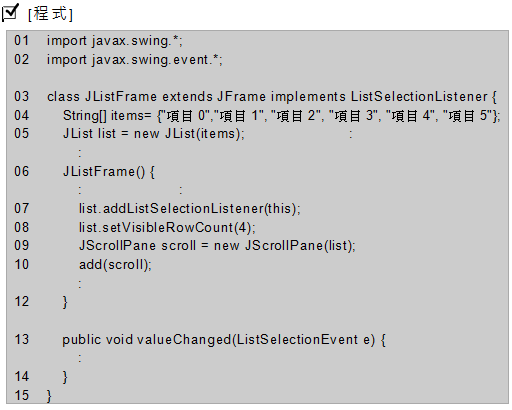 [程式]
01 import javax.swing.*;
02 import javax.swing.event.*;
03 class JListFrame extends JFrame implements ListSelectionListener {
04 String[] items= {"項目 0","項目 1", "項目 2", "項目 3", "項目 4", "項目 5"};
05 JList list = new JList(items); :
:
06 JListFrame() {
: :
07 list.addListSelectionListener(this);
08 list.setVisibleRowCount(4);
09 JScrollPane scroll = new JScrollPane(list);
10 add(scroll);
:
12 }
13 public void valueChanged(ListSelectionEvent e) {
:
14 }
15 }